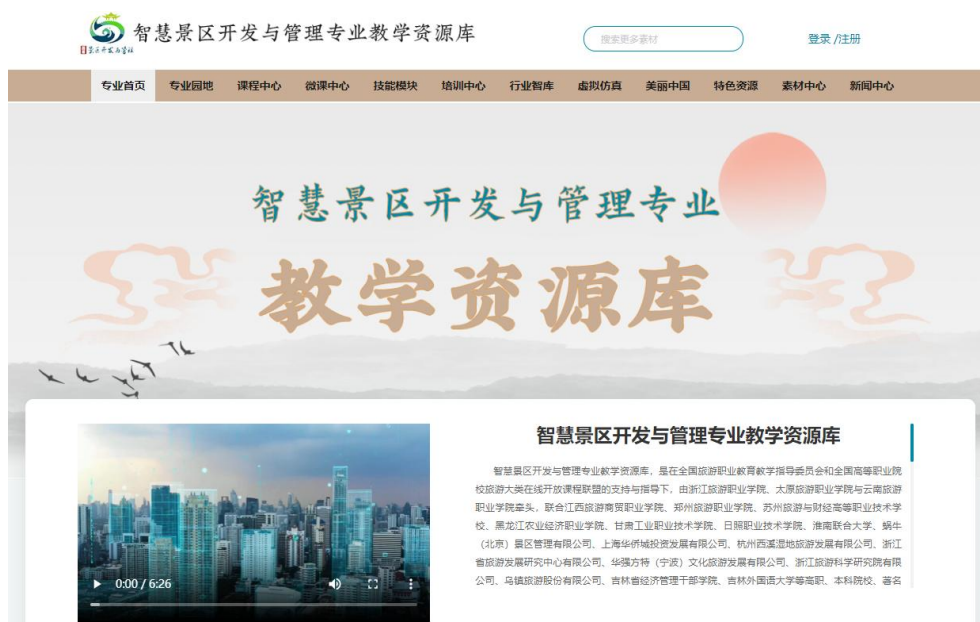 智慧景区开发与管理专业教学资源库
景区开发与管理
搜索更多素材
登录 /注册
专业首页 专业园地 课程中心 微课中心 技能模块 培训中心 行业智库 虚拟仿真 美丽中国 特色资源 素材中心 新闻中心
智慧景区开发与管理专业
教学资源库
0:00 / 6:26
智慧景区开发与管理专业教学资源库
智慧景区开发与管理专业教学资源库，是在全国旅游职业教育教学指导委员会和全国高等职业院
校旅游大类在线开放课程联盟的支持与指导下，由浙江旅游职业学院、太原旅游职业学院与云南旅游
职业学院牵头，联合江西旅游商贸职业学院、郑州旅游职业学院、苏州旅游与财经高等职业技术学
校、黑龙江农业经济职业学院、甘肃工业职业技术学院、日照职业技术学院、淮南联合大学、蜗牛
（北京）景区管理有限公司、上海华侨城投资发展有限公司、杭州西溪湿地旅游发展有限公司、浙江
省旅游发展研究中心有限公司、华强方特（宁波）文化旅游发展有限公司、浙江旅游科学研究院有限
公司、乌镇旅游股份有限公司、吉林省经济管理干部学院、吉林外国语大学等高职、本科院校、著名